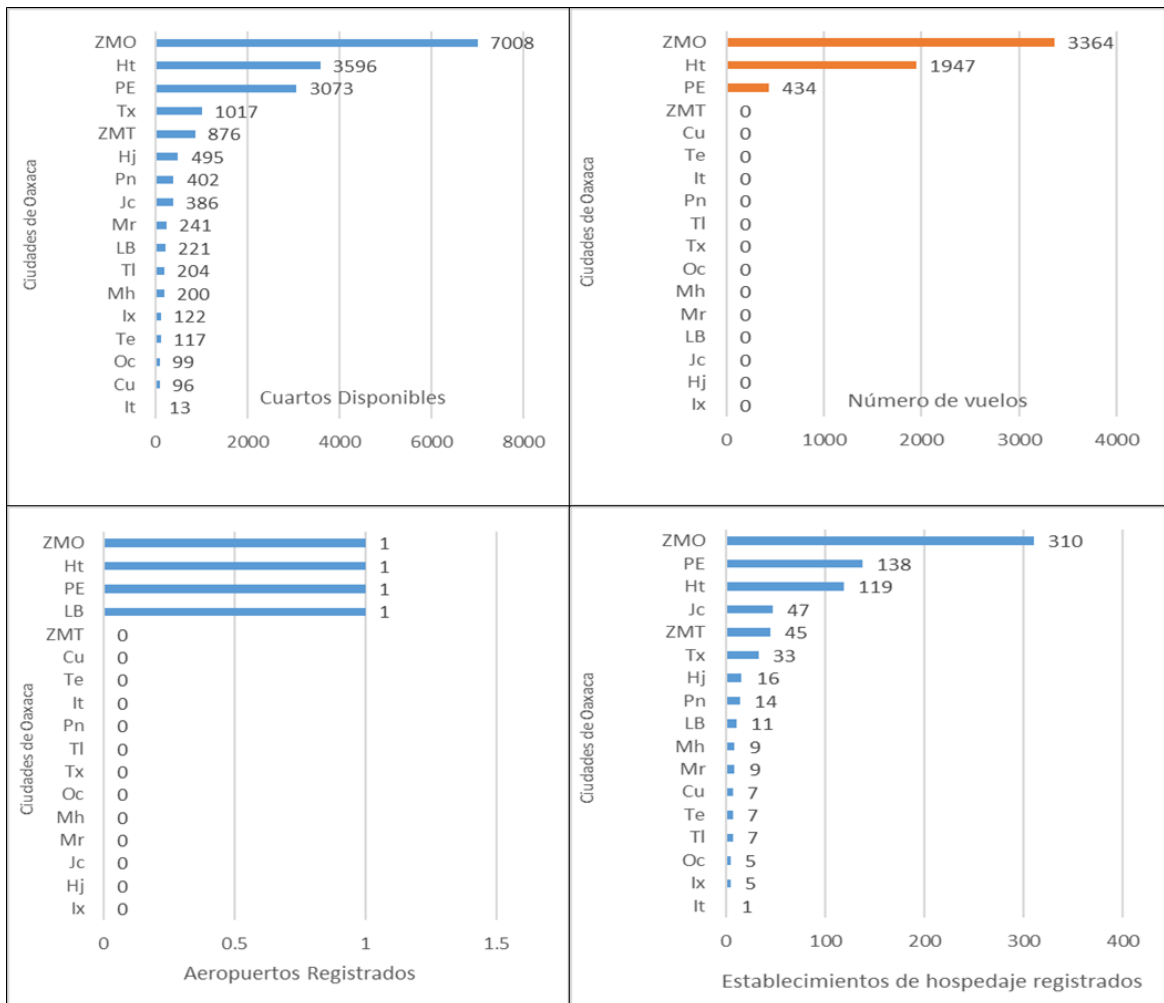 Ciudades de Oaxaca
ZMO 7008
Ht 3596
PE 3073
Tx 1017
ZMT 876
Hj 495
Pn 402
Jc 386
Mr 241
LB 221
Tl 204
Mh 200
Ix 122
Te 117
Oc 99
Cu 96
It 13
Cuartos Disponibles
0 2000 4000 6000 8000
Ciudades de Oaxaca
ZMO 3364
Ht 1947
PE 434
ZMT 0
Cu 0
Te 0
It 0
Pn 0
Tl 0
Tx 0
Oc 0
Mh 0
Mr 0
LB 0
Jc 0
Hj 0
Ix 0
Número de vuelos
0 1000 2000 3000 4000
Ciudades de Oaxaca
ZMO 1
Ht 1
PE 1
LB 1
ZMT 0
Cu 0
Te 0
It 0
Pn 0
Tl 0
Tx 0
Oc 0
Mh 0
Mr 0
Jc 0
Hj 0
Ix 0
0 0.5 1 1.5
Aeropuertos Registrados
Ciudades de Oaxaca
ZMO 310
PE 138
Ht 119
Jc 47
ZMT 45
Tx 33
Hj 16
Pn 14
LB 11
Mh 9
Mr 9
Cu 7
Te 7
Tl 7
Oc 5
Ix 5
It 1
0 100 200 300 400
Establecimientos de hospedaje registrados